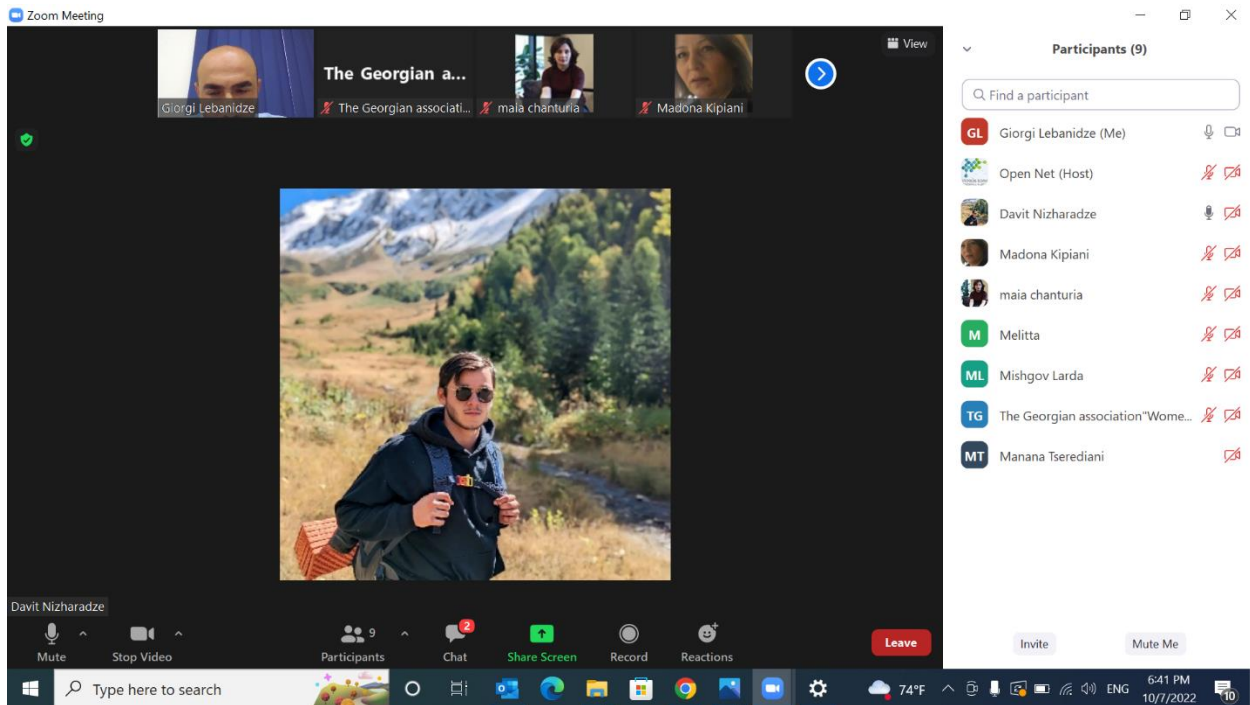 Zoom Meeting
View
The Georgian a...
Giorgi Lebanidze
The Georgian associati...
maia chanturia
Madona Kipiani
Davit Nizharadze
Mute
Stop Video
9
Participants
2
Chat
Share Screen
Record
Reactions
Leave
Participants (9)
Find a participant
GL Giorgi Lebanidze (Me)
Open Net (Host)
Davit Nizharadze
Madona Kipiani
maia chanturia
M Melitta
ML Mishgov Larda
TG The Georgian association"Wome...
MT Manana Tserediani
Invite
Mute Me
Type here to search
74°F
ENG
6:41 PM
10/7/2022
10